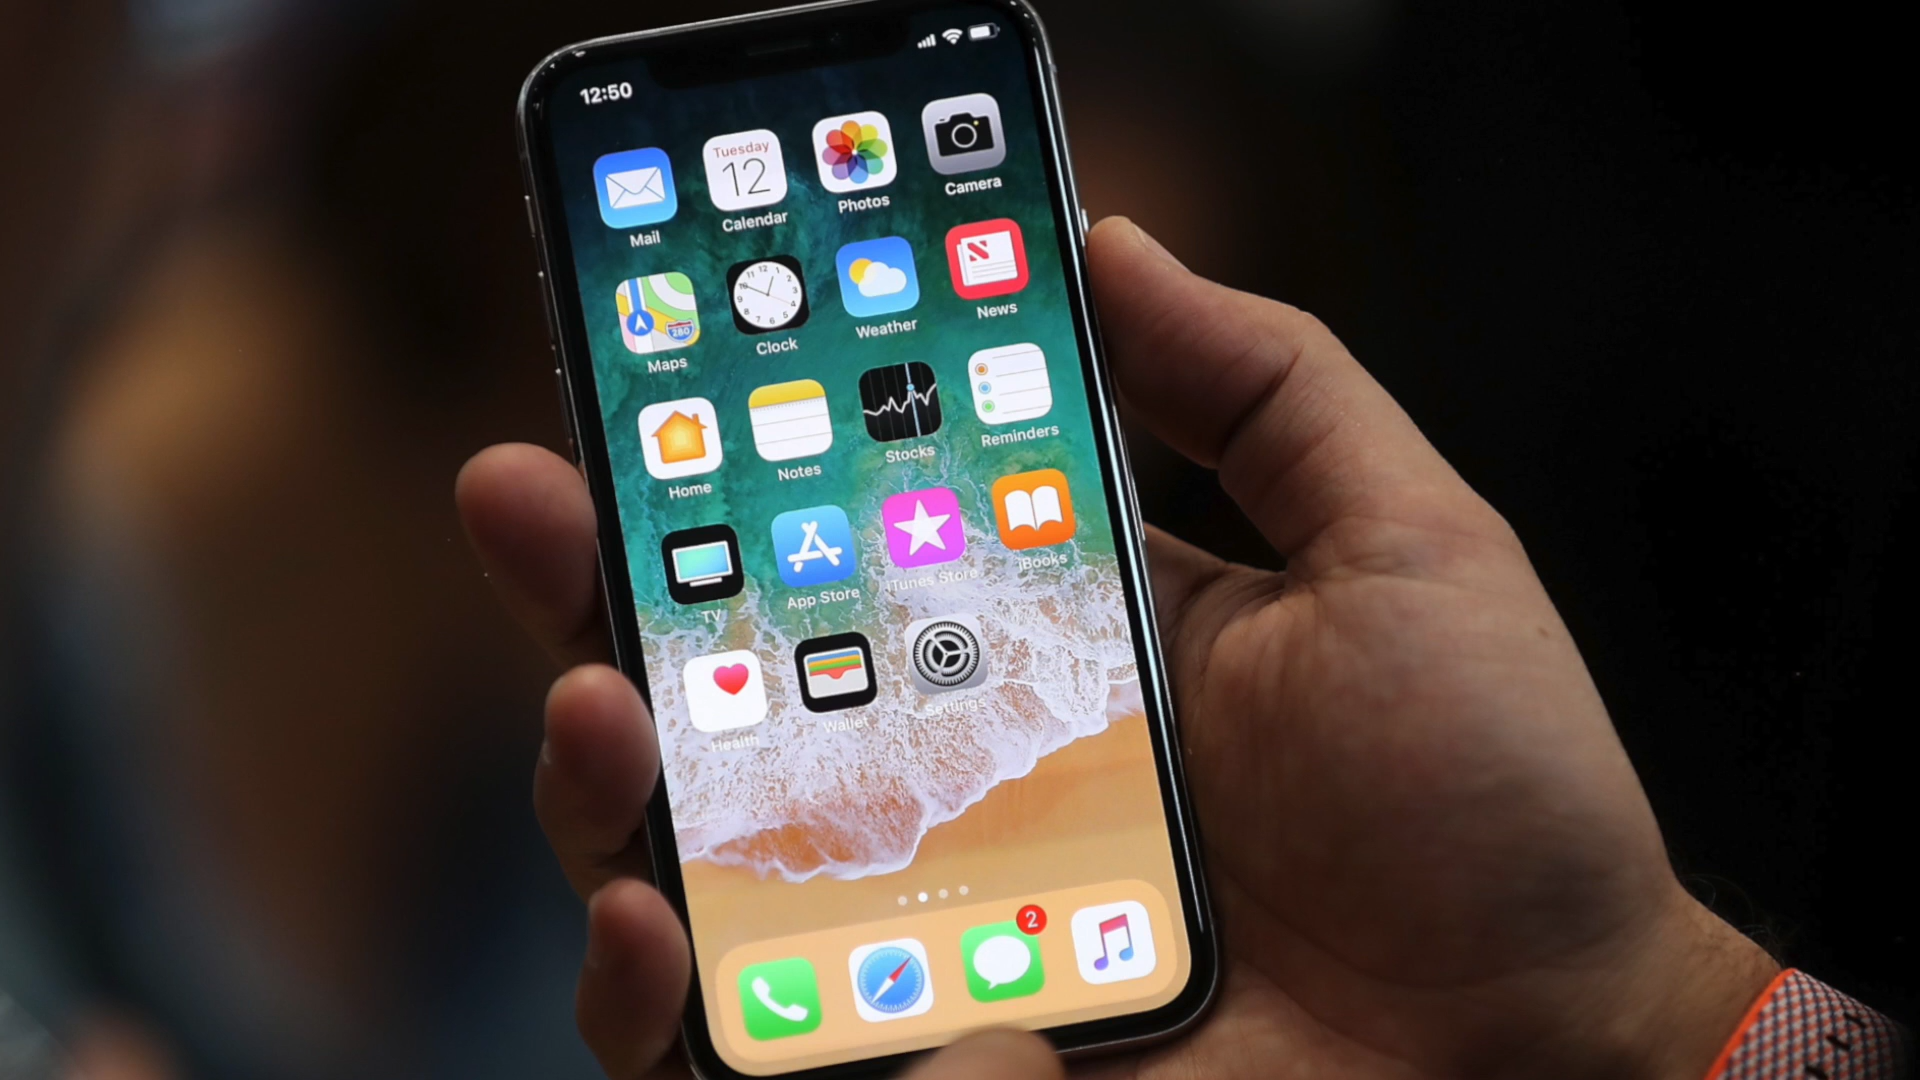 12:50
Tuesday
12
Mail
Calendar
Photos
Camera
280
Maps
Clock
Weather
News
Home
Notes
Stocks
Reminders
TV
App Store
iTunes Store
iBooks
Health
Wallet
Settings
2